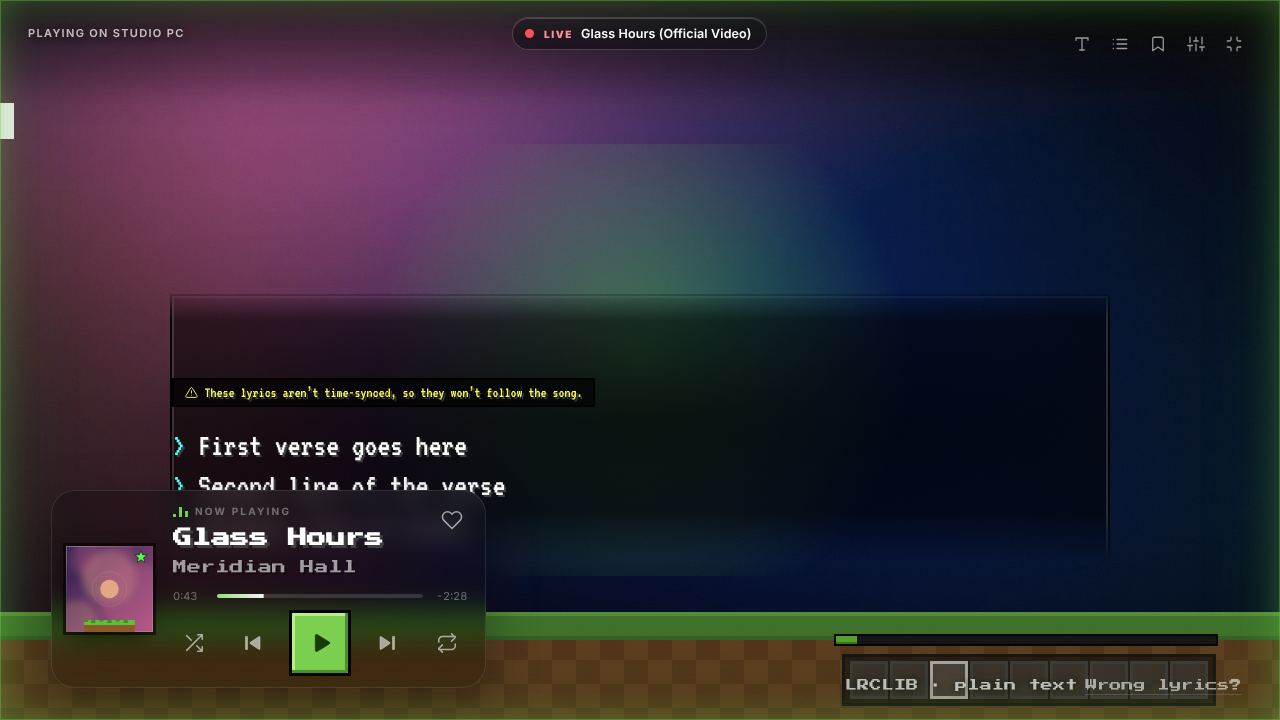 PLAYING ON STUDIO PC
LIVE Glass Hours (Official Video)
These lyrics aren't time-synced, so they won't follow the song.
First verse goes here
Second line of the verse
NOW PLAYING
Glass Hours
Meridian Hall
0:43 -2:28
LRCLIB · plain text Wrong lyrics?